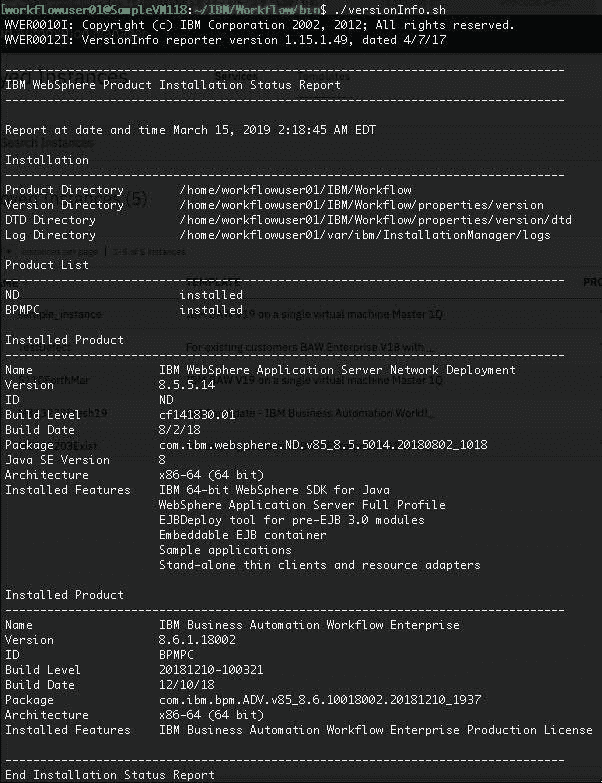 [workflowuser01@SampleVM118:~/IBM/Workflow/bin$ ./versionInfo.sh
WVER0010I: Copyright (c) IBM Corporation 2002, 2012; All rights reserved.
WVER0012I: VersionInfo reporter version 1.15.1.49, dated 4/7/17
--------------------------------------------------------------------------------
IBM WebSphere Product Installation Status Report
--------------------------------------------------------------------------------
Report at date and time March 15, 2019 2:18:45 AM EDT
Installation
--------------------------------------------------------------------------------
Product Directory /home/workflowuser01/IBM/Workflow
Version Directory /home/workflowuser01/IBM/Workflow/properties/version
DTD Directory /home/workflowuser01/IBM/Workflow/properties/version/dtd
Log Directory /home/workflowuser01/var/ibm/InstallationManager/logs
Product List
--------------------------------------------------------------------------------
ND installed
BPMPC installed
Installed Product
--------------------------------------------------------------------------------
Name IBM WebSphere Application Server Network Deployment
Version 8.5.5.14
ID ND
Build Level cf141830.01
Build Date 8/2/18
Package com.ibm.websphere.ND.v85_8.5.5014.20180802_1018
Java SE Version 8
Architecture x86-64 (64 bit)
Installed Features IBM 64-bit WebSphere SDK for Java
WebSphere Application Server Full Profile
EJBDeploy tool for pre-EJB 3.0 modules
Embeddable EJB container
Sample applications
Stand-alone thin clients and resource adapters
Installed Product
--------------------------------------------------------------------------------
Name IBM Business Automation Workflow Enterprise
Version 8.6.1.18002
ID BPMPC
Build Level 20181210-100321
Build Date 12/10/18
Package com.ibm.bpm.ADV.v85_8.6.10018002.20181210_1937
Architecture x86-64 (64 bit)
Installed Features IBM Business Automation Workflow Enterprise Production License
--------------------------------------------------------------------------------
End Installation Status Report